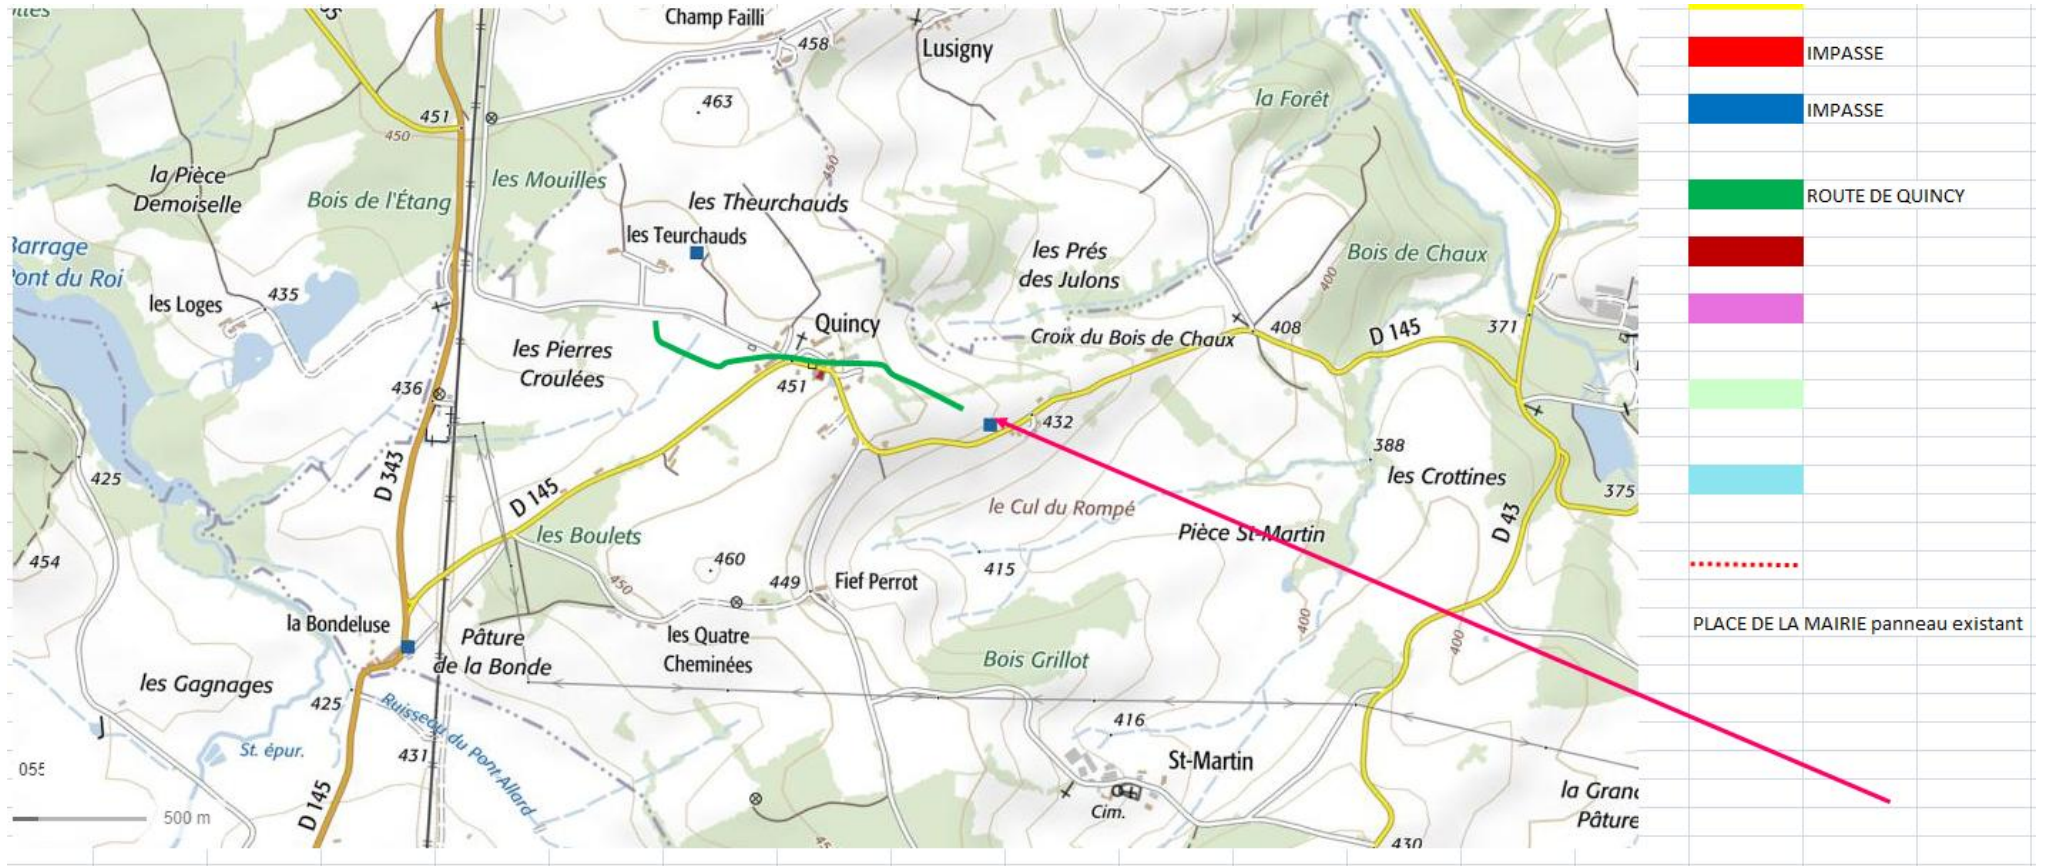 Champ Failli
458
Lusigny
IMPASSE
463
la Forêt
451
450
IMPASSE
la Pièce
Demoiselle
Bois de l'Étang
les Mouilles
450
les Theurchauds
ROUTE DE QUINCY
les Teurchauds
les Prés
des Julons
Bois de Chaux
Barrage
Pont du Roi
400
les Loges
435
Quincy
Croix du Bois de Chaux
408
D 145
371
les Pierres
Croulées
436
451
432
388
les Crottines
425
D 343
D 145
375
le Cul du Rompé
Pièce St-Martin
D 43
les Boulets
454
460
415
450
449
Fief Perrot
la Bondeluse
Pâture
de la Bonde
les Quatre
Cheminées
400
400
PLACE DE LA MAIRIE panneau existant
Bois Grillot
les Gagnages
425
Ruisseau du Pont Allard
416
St. épur.
431
St-Martin
055
D 145
500 m
Cim.
la Grand
Pâture
430